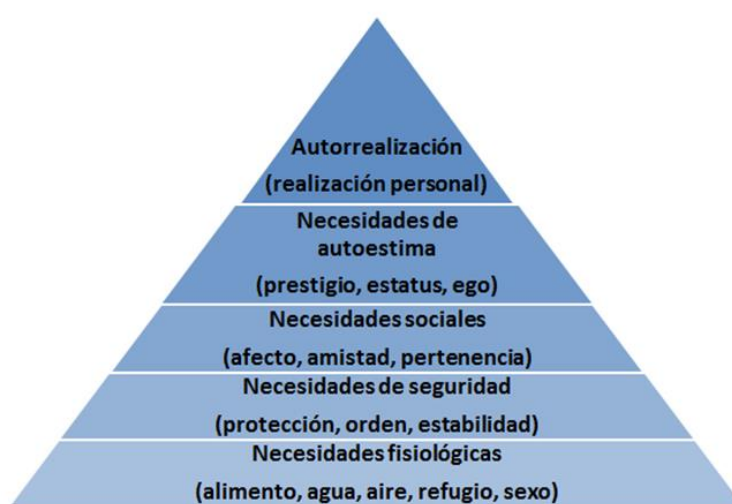 Autorrealización
(realización personal)
Necesidades de
autoestima
(prestigio, estatus, ego)
Necesidades sociales
(afecto, amistad, pertenencia)
Necesidades de seguridad
(protección, orden, estabilidad)
Necesidades fisiológicas
(alimento, agua, aire, refugio, sexo)